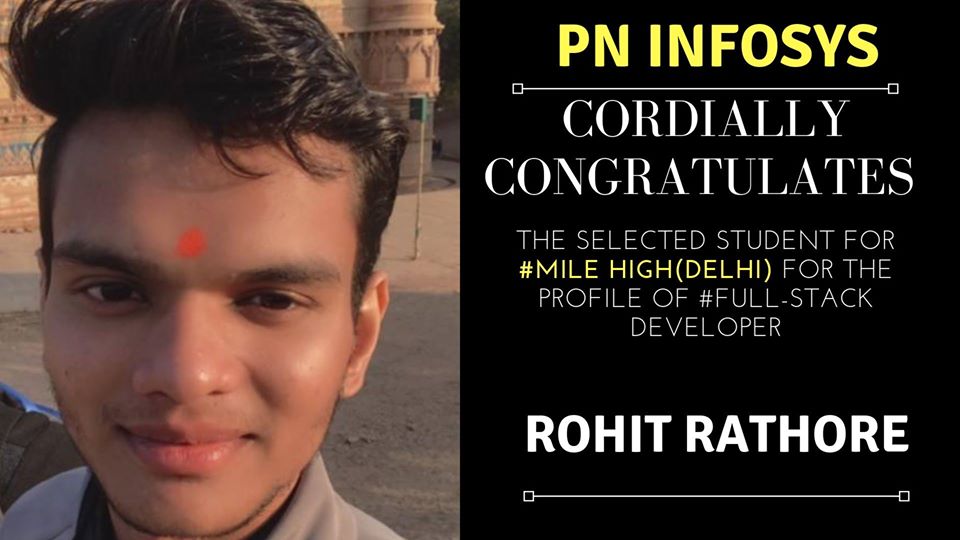 PN INFOSYS
CORDIALLY
CONGRATULATES
THE SELECTED STUDENT FOR
#MILE HIGH(DELHI) FOR THE
PROFILE OF #FULL-STACK
DEVELOPER
ROHIT RATHORE